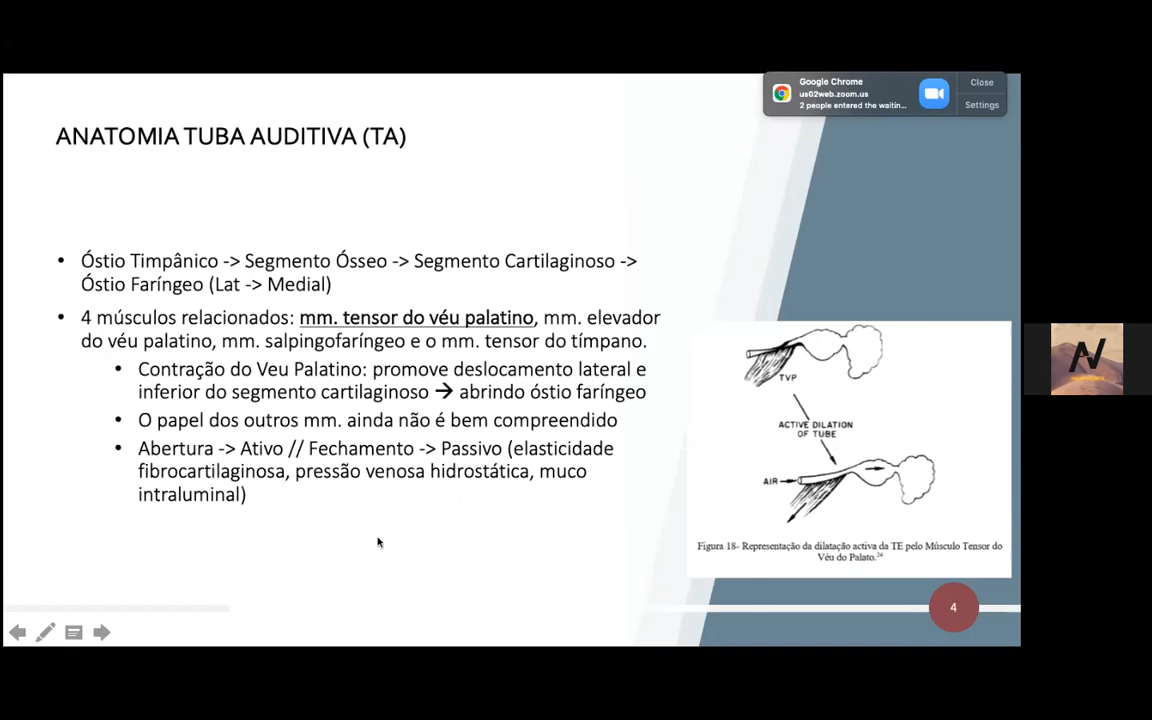 Google Chrome
Close
us02web.zoom.us
2 people entered the waitin...
Settings
ANATOMIA TUBA AUDITIVA (TA)
• Óstio Timpânico -> Segmento Ósseo -> Segmento Cartilaginoso ->
Óstio Faríngeo (Lat -> Medial)
• 4 músculos relacionados: mm. tensor do véu palatino, mm. elevador
do véu palatino, mm. salpingofaríngeo e o mm. tensor do tímpano.
• Contração do Veu Palatino: promove deslocamento lateral e
inferior do segmento cartilaginoso → abrindo óstio faríngeo
• O papel dos outros mm. ainda não é bem compreendido
• Abertura -> Ativo // Fechamento -> Passivo (elasticidade
fibrocartilaginosa, pressão venosa hidrostática, muco
intraluminal)
TVP
ACTIVE DILATION
OF TUBE
AIR
Figura 18- Representação da dilatação activa da TE pelo Músculo Tensor do
Véu do Palato.24
4